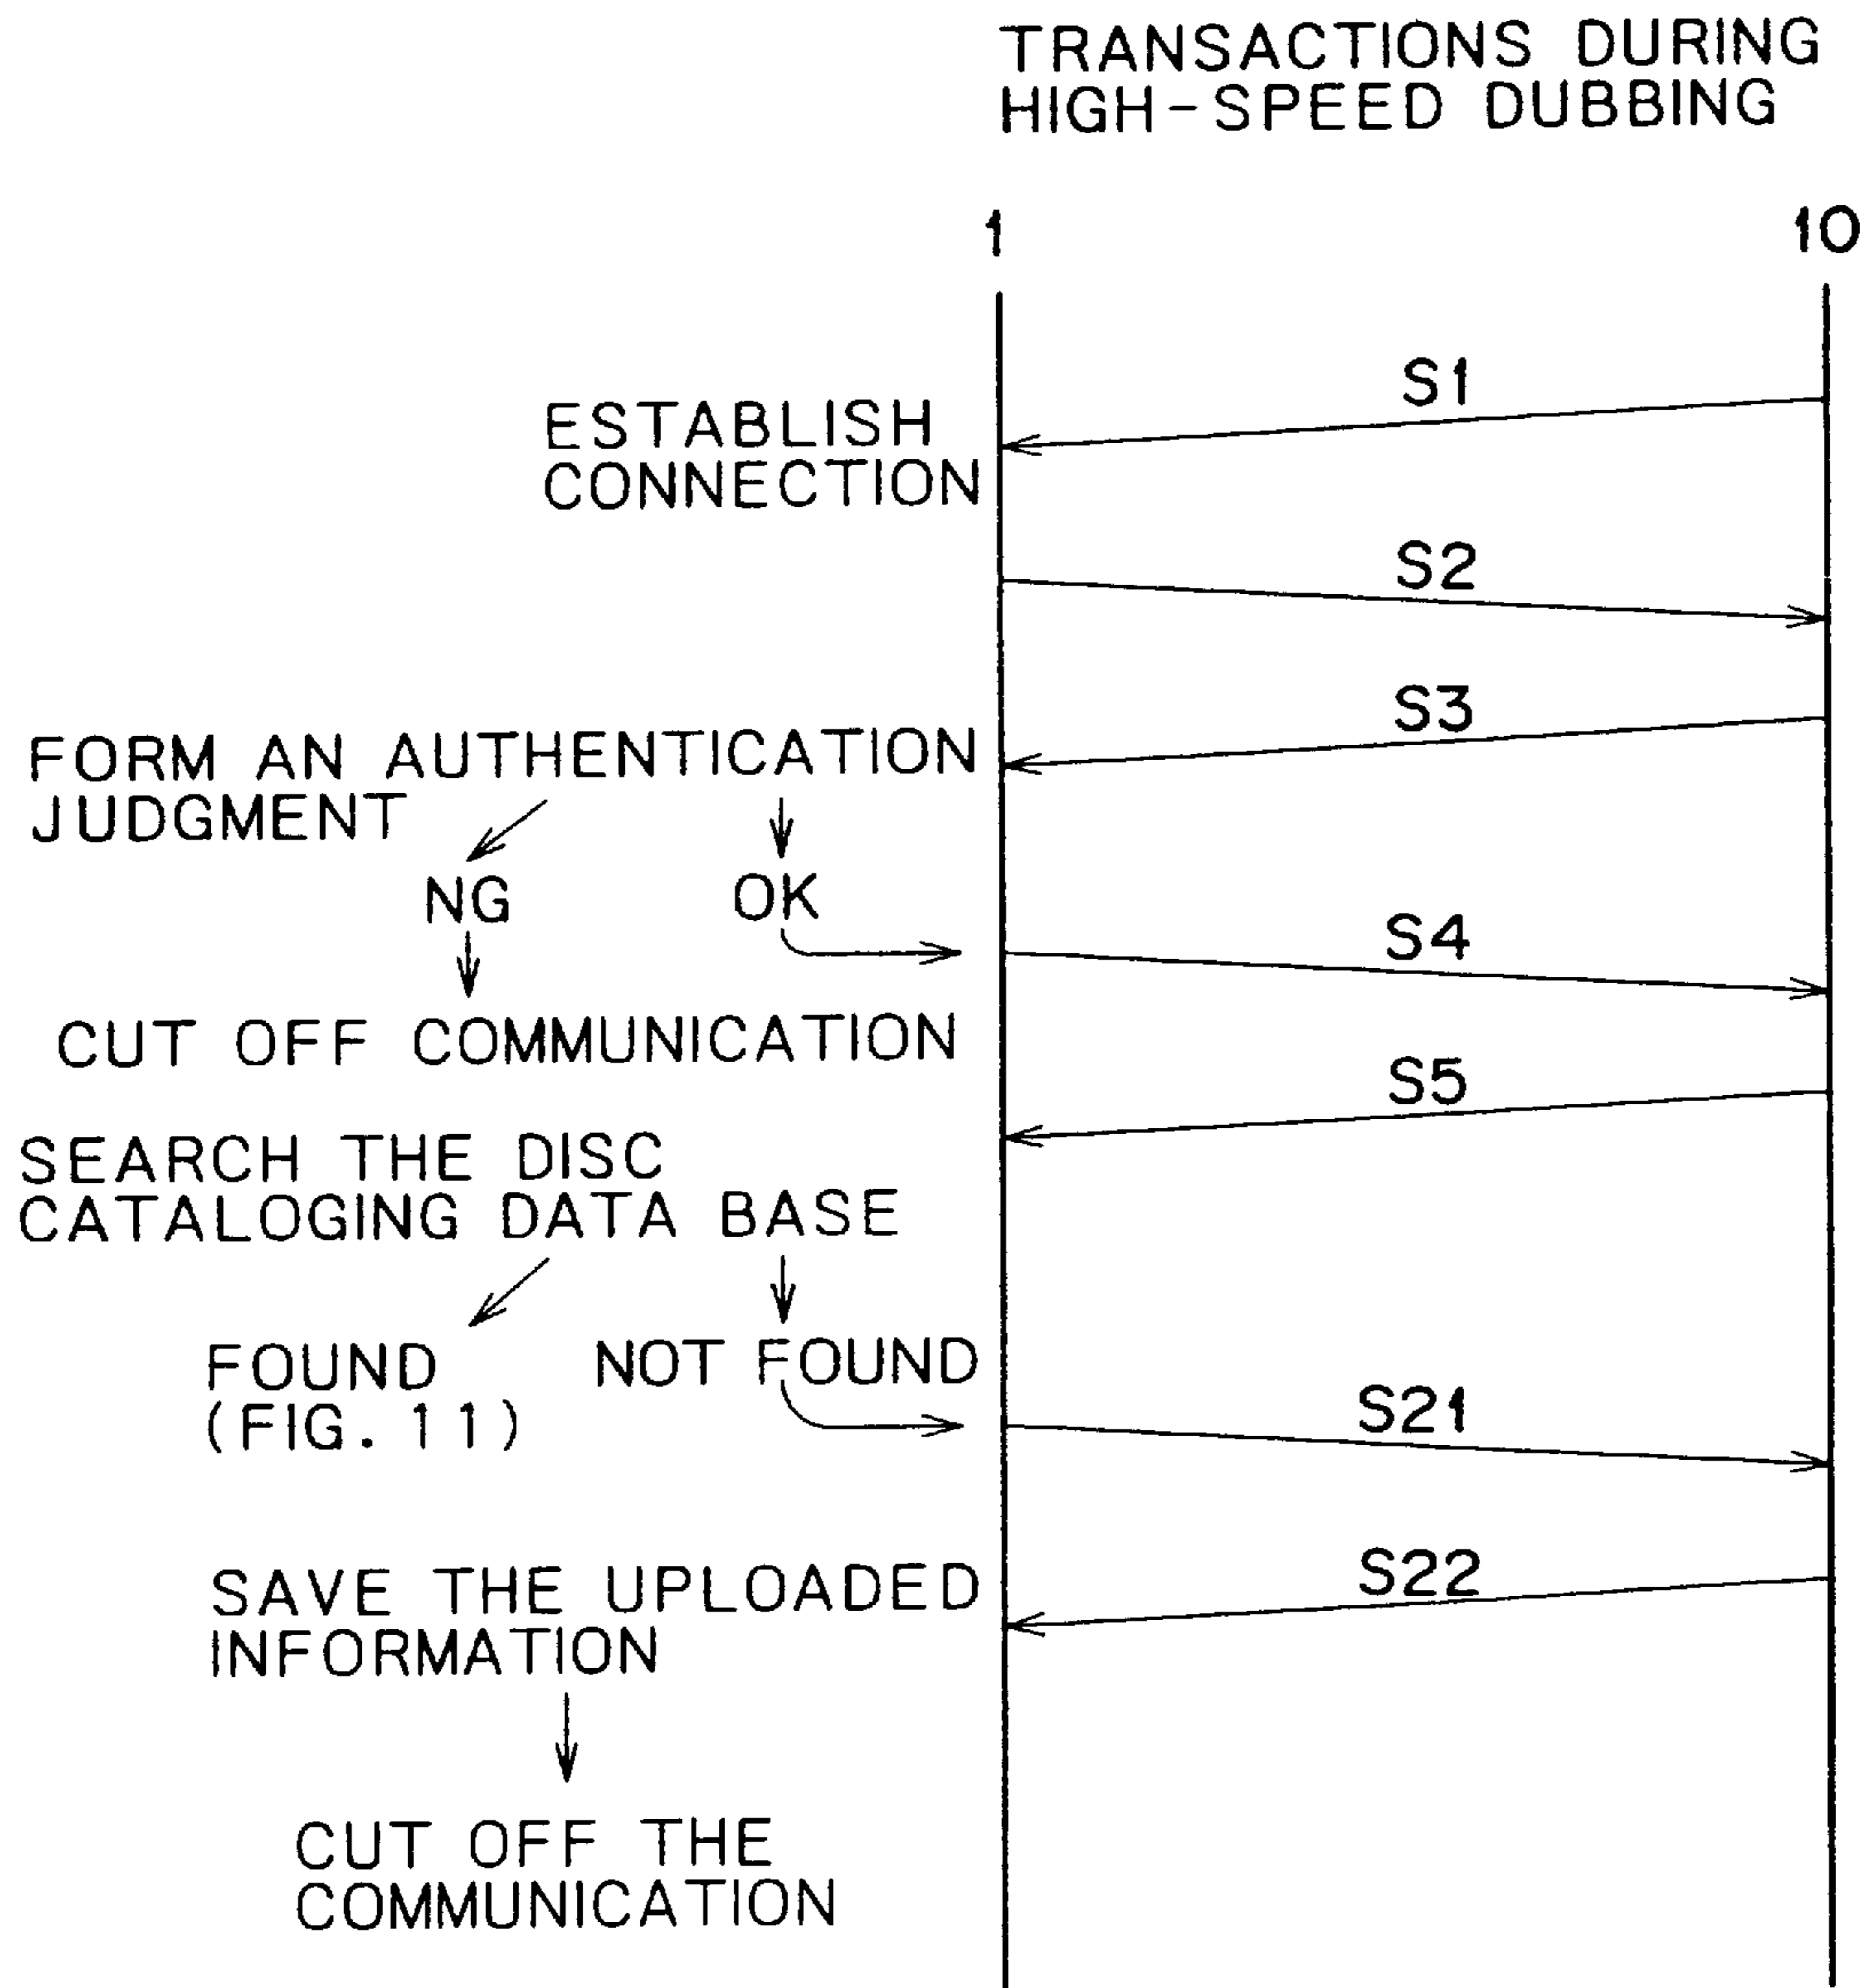 TRANSACTIONS DURING
HIGH-SPEED DUBBING
1
10
S1
ESTABLISH
CONNECTION
S2
S3
FORM AN AUTHENTICATION
JUDGMENT
NG
OK
S4
CUT OFF COMMUNICATION
S5
SEARCH THE DISC
CATALOGING DATA BASE
FOUND
(FIG. 11)
NOT FOUND
S21
S22
SAVE THE UPLOADED
INFORMATION
CUT OFF THE
COMMUNICATION